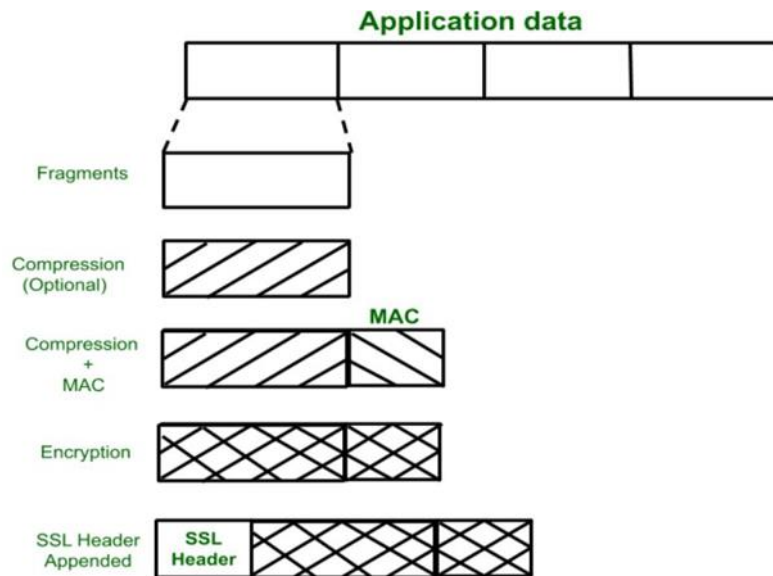 Application data
Fragments
Compression
(Optional)
MAC
Compression
+
MAC
Encryption
SSL
Header
SSL Header
Appended